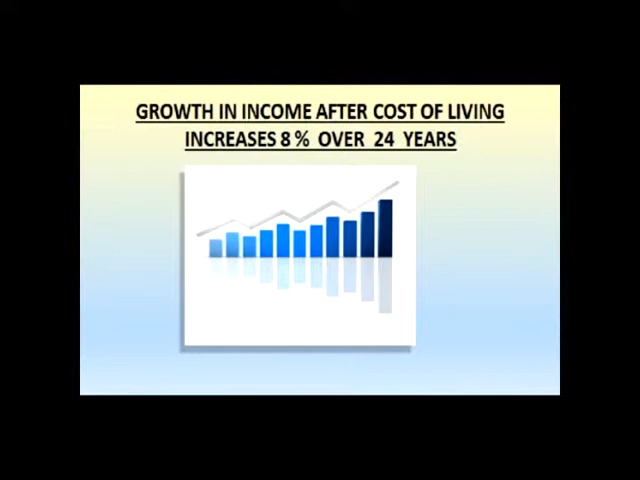 GROWTH IN INCOME AFTER COST OF LIVING
INCREASES 8 % OVER 24 YEARS